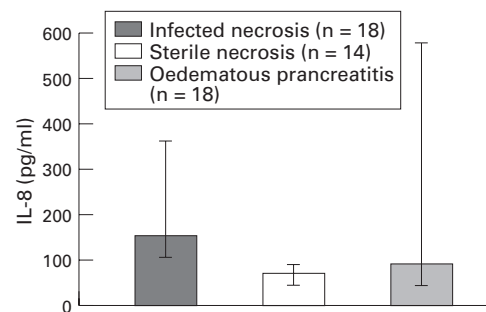 Infected necrosis (n = 18)
Sterile necrosis (n = 14)
Oedematous prancreatitis
(n = 18)
IL-8 (pg/ml)
600
500
400
300
200
100
0